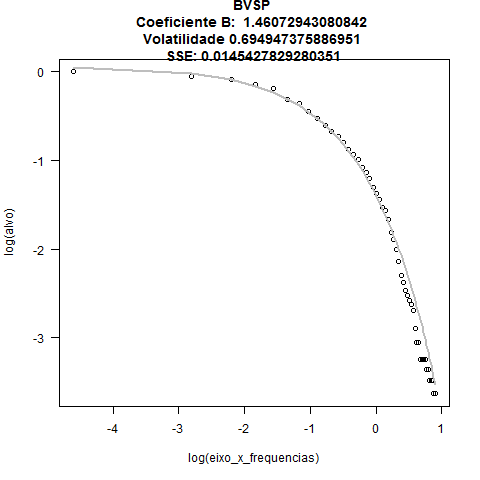 BVSP
Coeficiente B: 1.46072943080842
Volatilidade 0.694947375886951
SSE: 0.0145427829280351
log(alvo)
0
-1
-2
-3
-4
-3
-2
-1
0
1
log(eixo_x_frequencias)